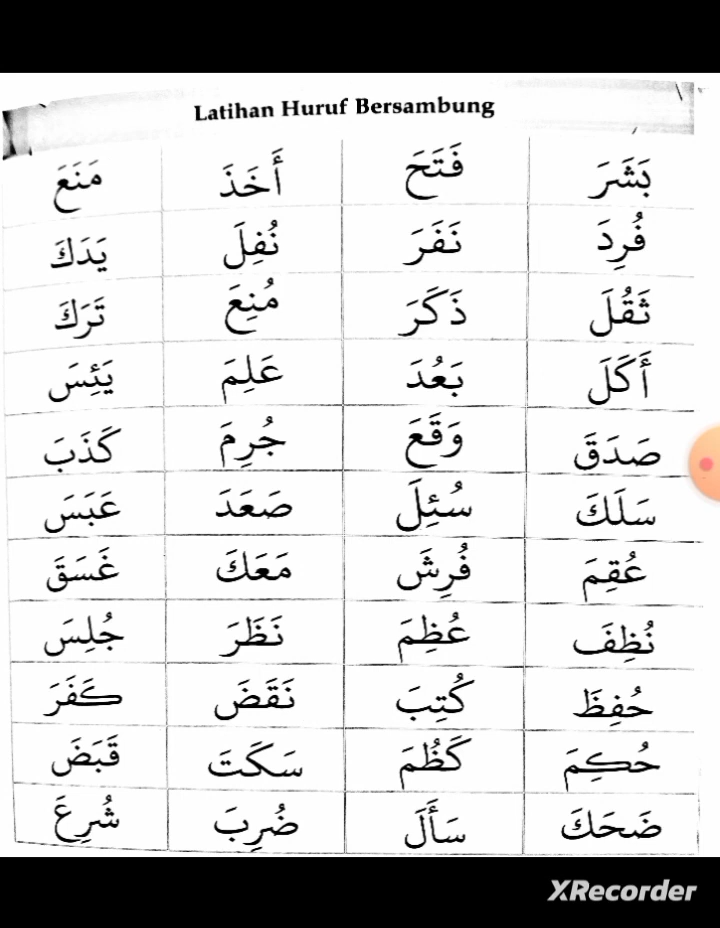 Latihan Huruf Bersambung
بَشَرَ فَتَحَ أَخَذَ مَنَعَ
فُرِدَ نَفَرَ نُفِلَ يَدَكَ
ثَقُلَ ذَكَرَ مُنِعَ تَرَكَ
أَكَلَ بَعُدَ عَلِمَ يَئِسَ
صَدَقَ وَقَعَ جُرِمَ كَذَبَ
سَلَكَ سُئِلَ صَعَدَ عَبَسَ
عُقِمَ فُرِشَ مَعَكَ غَسَقَ
نُظِفَ عُظِمَ نَظَرَ جُلِسَ
حُفِظَ كُتِبَ نَقَضَ كَفَرَ
حُكِمَ كَظُمَ سَكَتَ قَبَضَ
ضَحَكَ سَأَلَ ضُرِبَ شُرِعَ
XRecorder